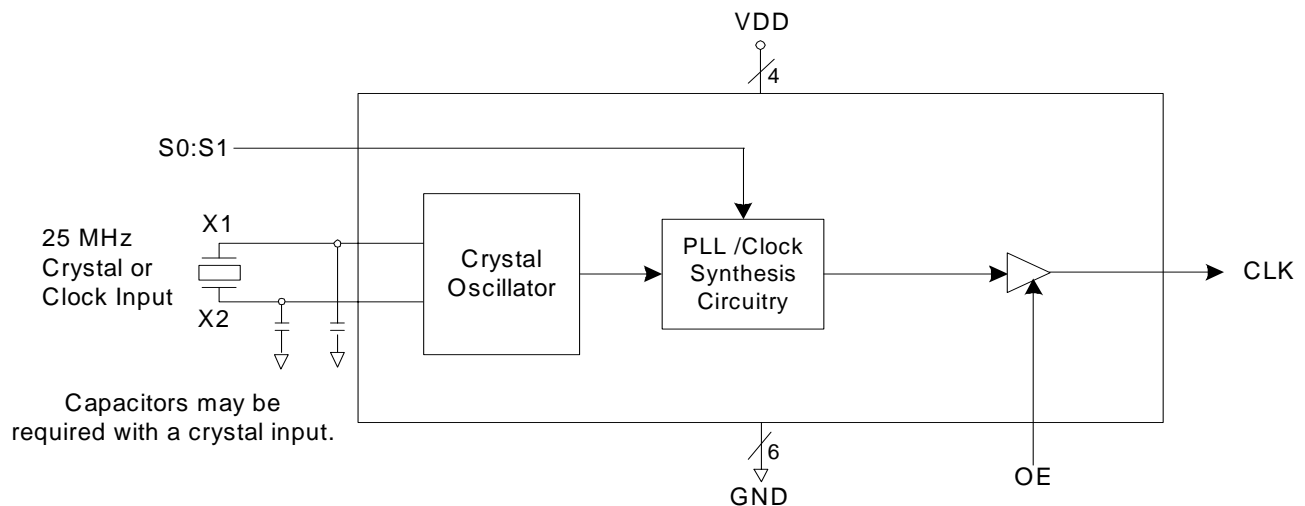 VDD
4
S0:S1
X1
25 MHz
Crystal or
Clock Input
X2
Crystal
Oscillator
PLL /Clock
Synthesis
Circuitry
CLK
Capacitors may be
required with a crystal input.
6
GND
OE